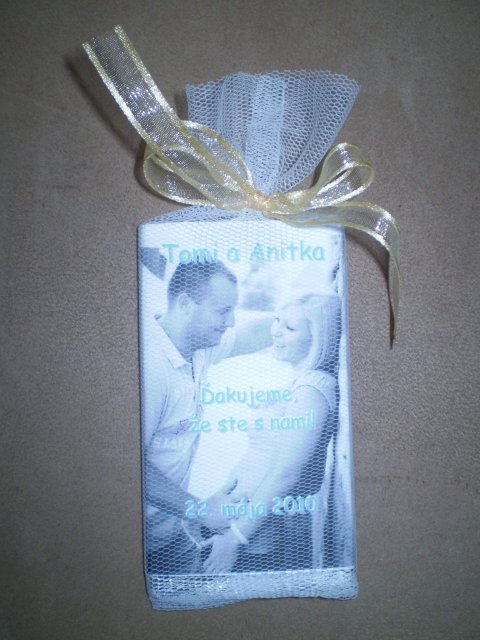 Tomi a Anitka
Ďakujeme,
že ste s nami!
22. mája 2010